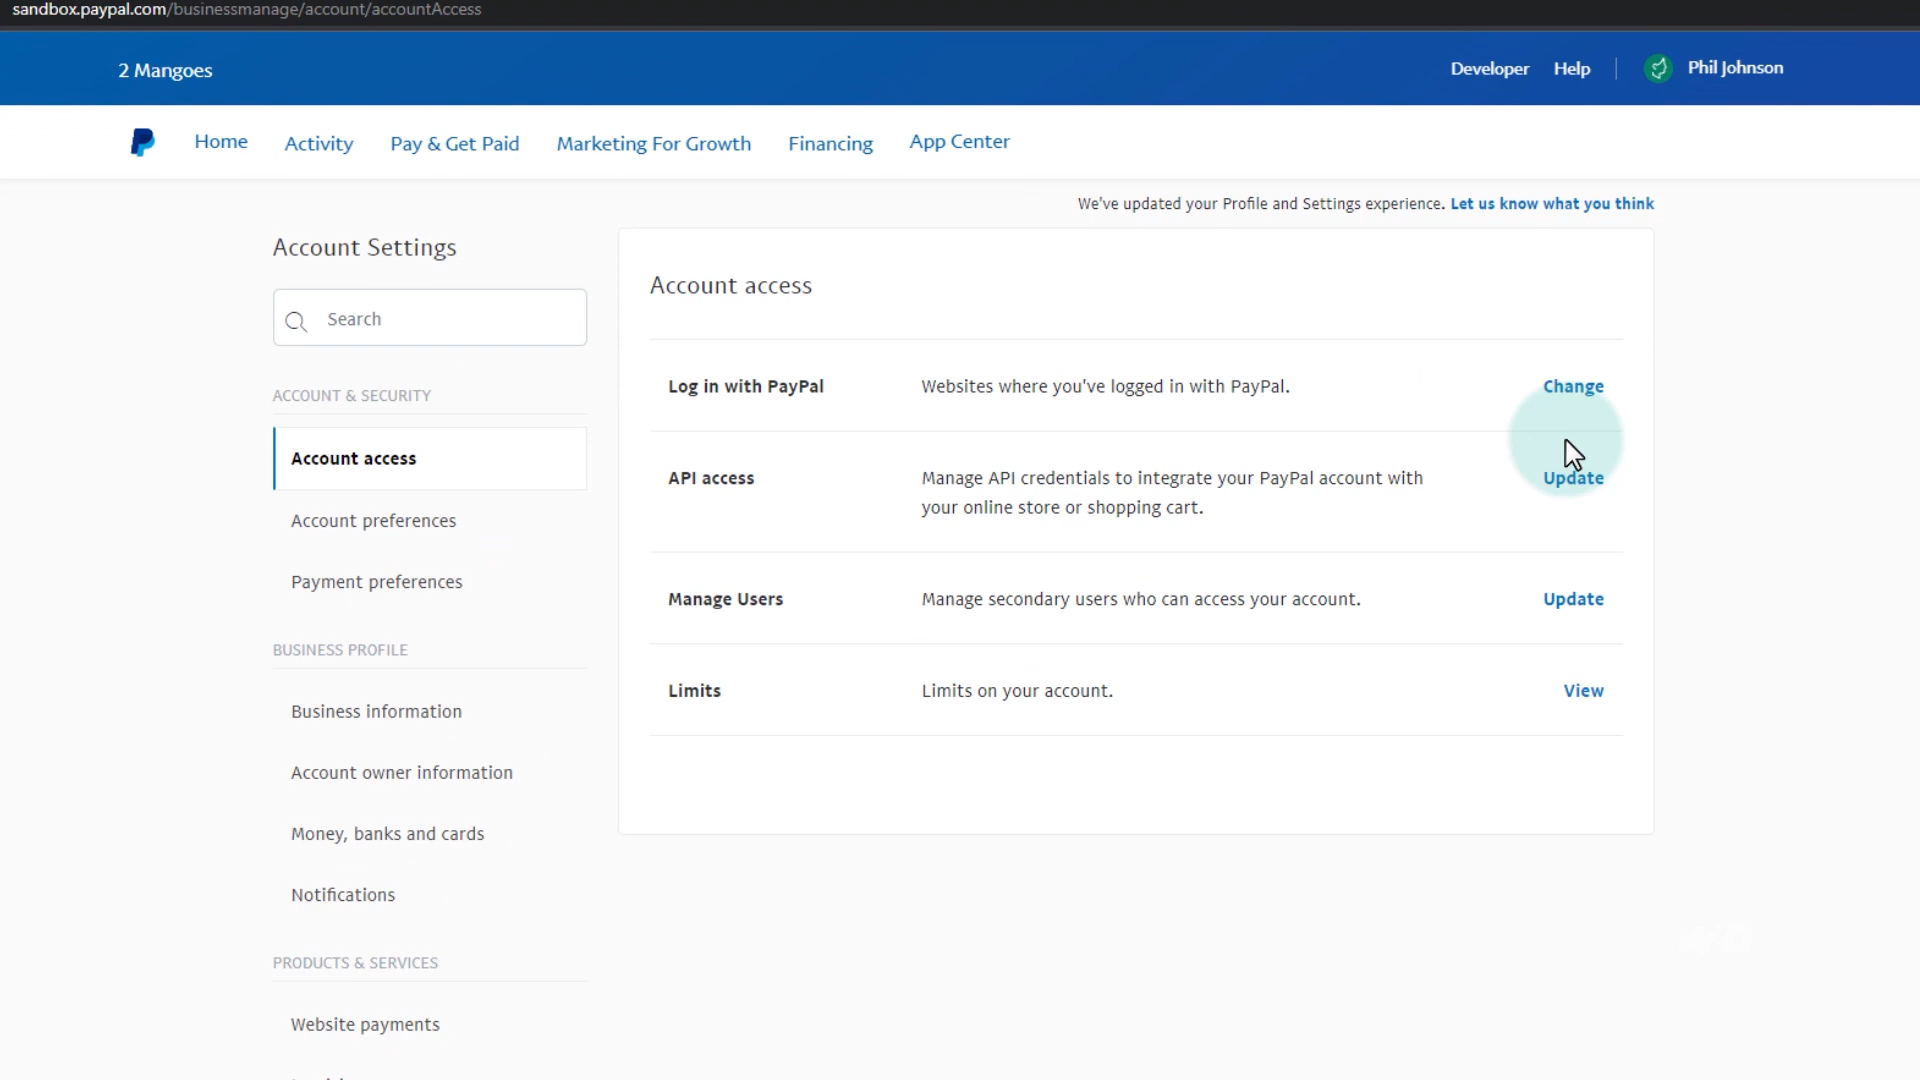 sandbox.paypal.com/businessmanage/account/accountAccess
2 Mangoes
Developer Help Phil Johnson
Home Activity Pay & Get Paid Marketing For Growth Financing App Center
We've updated your Profile and Settings experience. Let us know what you think
Account Settings
Search
ACCOUNT & SECURITY
Account access
Account preferences
Payment preferences
BUSINESS PROFILE
Business information
Account owner information
Money, banks and cards
Notifications
PRODUCTS & SERVICES
Website payments
Account access
Log in with PayPal Websites where you've logged in with PayPal. Change
API access Manage API credentials to integrate your PayPal account with Update
your online store or shopping cart.
Manage Users Manage secondary users who can access your account. Update
Limits Limits on your account. View